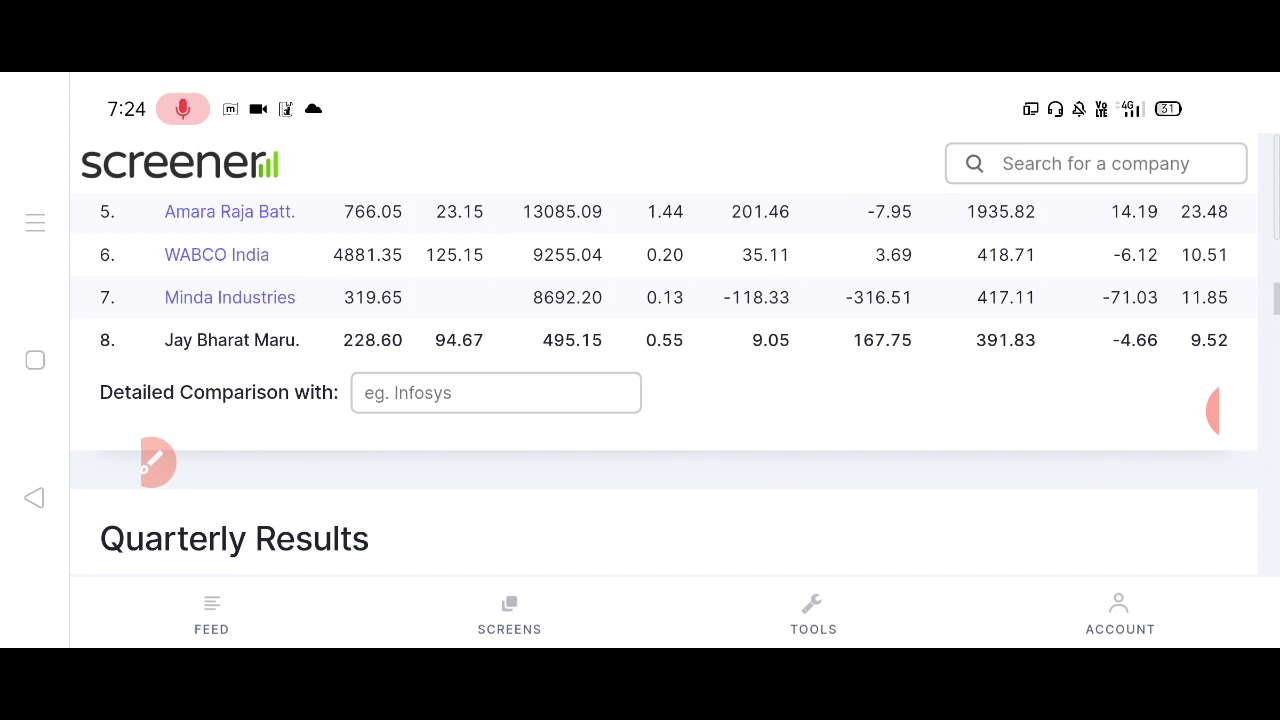 7:24 m Vo LTE 4G 31
screener Search for a company
5. Amara Raja Batt. 766.05 23.15 13085.09 1.44 201.46 -7.95 1935.82 14.19 23.48
6. WABCO India 4881.35 125.15 9255.04 0.20 35.11 3.69 418.71 -6.12 10.51
7. Minda Industries 319.65 8692.20 0.13 -118.33 -316.51 417.11 -71.03 11.85
8. Jay Bharat Maru. 228.60 94.67 495.15 0.55 9.05 167.75 391.83 -4.66 9.52
Detailed Comparison with: eg. Infosys
Quarterly Results
FEED SCREENS TOOLS ACCOUNT